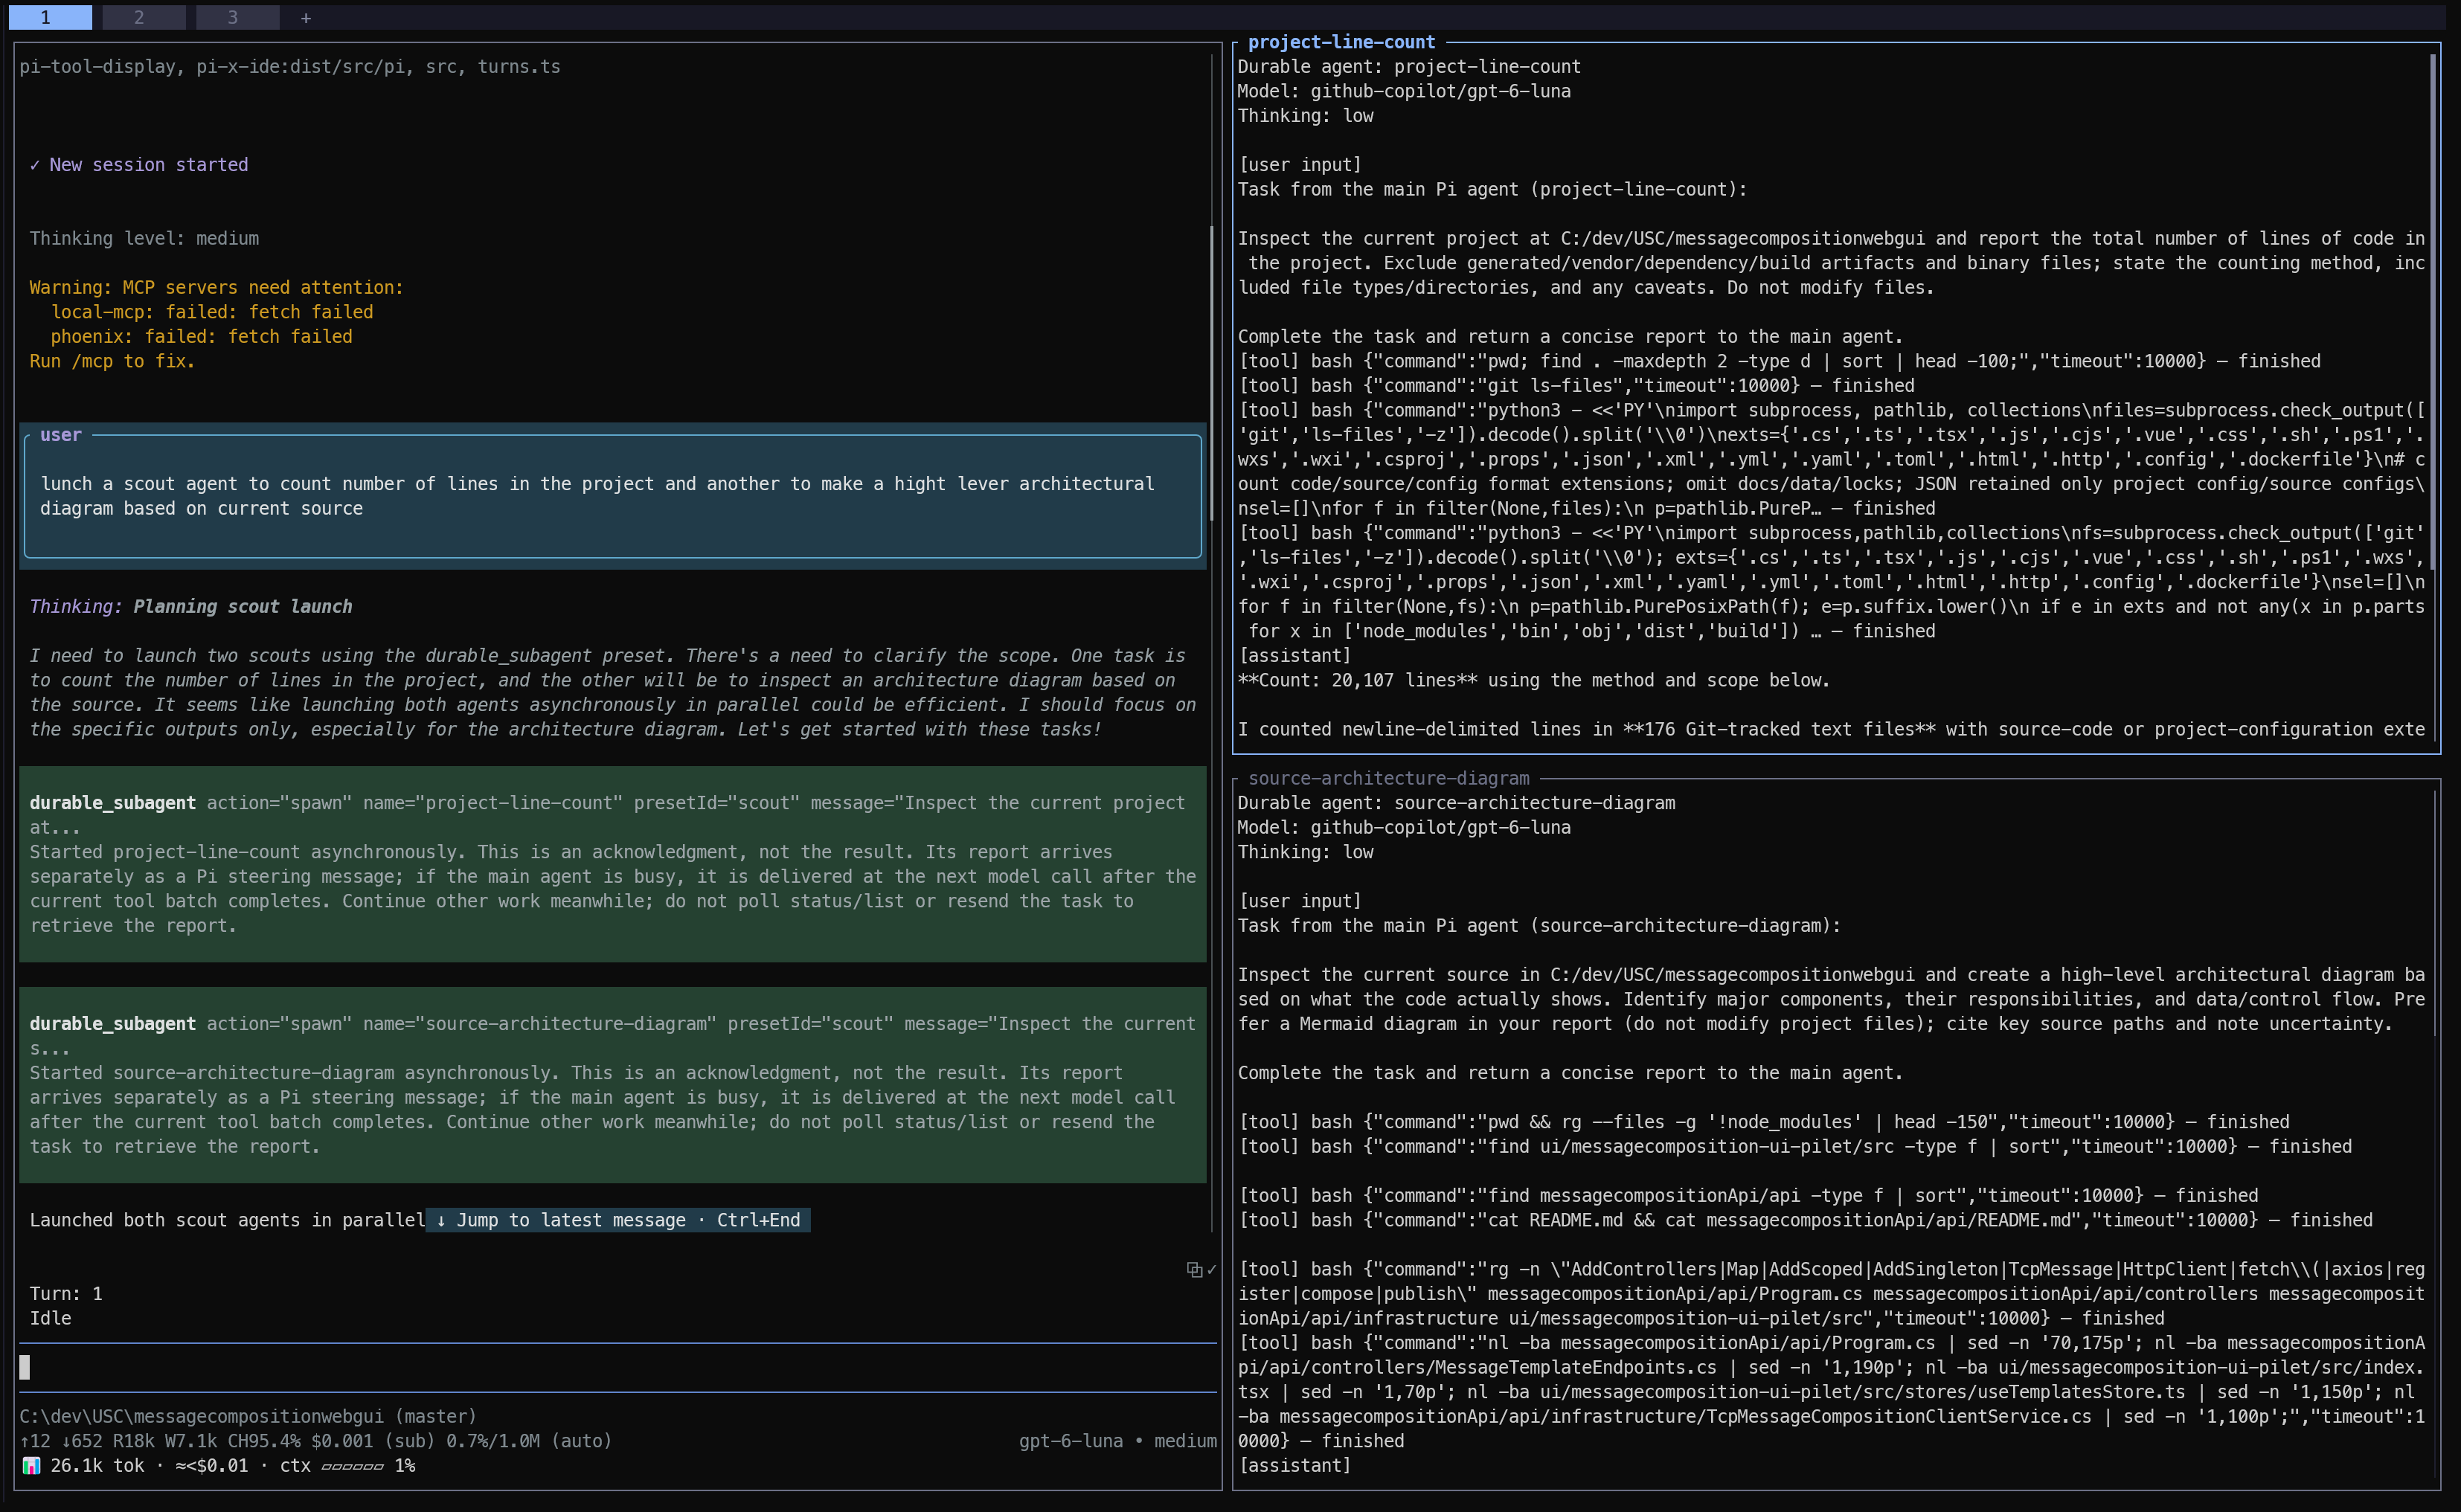 1 2 3 +
pi-tool-display, pi-x-ide:dist/src/pi, src, turns.ts
✓ New session started
Thinking level: medium
Warning: MCP servers need attention:
local-mcp: failed: fetch failed
phoenix: failed: fetch failed
Run /mcp to fix.
user
lunch a scout agent to count number of lines in the project and another to make a hight lever architectural
diagram based on current source
Thinking: Planning scout launch
I need to launch two scouts using the durable_subagent preset. There's a need to clarify the scope. One task is
to count the number of lines in the project, and the other will be to inspect an architecture diagram based on
the source. It seems like launching both agents asynchronously in parallel could be efficient. I should focus on
the specific outputs only, especially for the architecture diagram. Let's get started with these tasks!
durable_subagent action="spawn" name="project-line-count" presetId="scout" message="Inspect the current project
at...
Started project-line-count asynchronously. This is an acknowledgment, not the result. Its report arrives
separately as a Pi steering message; if the main agent is busy, it is delivered at the next model call after the
current tool batch completes. Continue other work meanwhile; do not poll status/list or resend the task to
retrieve the report.
durable_subagent action="spawn" name="source-architecture-diagram" presetId="scout" message="Inspect the current
s...
Started source-architecture-diagram asynchronously. This is an acknowledgment, not the result. Its report
arrives separately as a Pi steering message; if the main agent is busy, it is delivered at the next model call
after the current tool batch completes. Continue other work meanwhile; do not poll status/list or resend the
task to retrieve the report.
Launched both scout agents in parallel ↓ Jump to latest message · Ctrl+End
✓
Turn: 1
Idle
C:\dev\USC\messagecompositionwebgui (master)
↑12 ↓652 R18k W7.1k CH95.4% $0.001 (sub) 0.7%/1.0M (auto) gpt-6-luna • medium
📊 26.1k tok · ≈<$0.01 · ctx ▱▱▱▱▱▱ 1%
project-line-count
Durable agent: project-line-count
Model: github-copilot/gpt-6-luna
Thinking: low
[user input]
Task from the main Pi agent (project-line-count):
Inspect the current project at C:/dev/USC/messagecompositionwebgui and report the total number of lines of code in
the project. Exclude generated/vendor/dependency/build artifacts and binary files; state the counting method, inc
luded file types/directories, and any caveats. Do not modify files.
Complete the task and return a concise report to the main agent.
[tool] bash {"command":"pwd; find . -maxdepth 2 -type d | sort | head -100;","timeout":10000} — finished
[tool] bash {"command":"git ls-files","timeout":10000} — finished
[tool] bash {"command":"python3 - <<'PY'\nimport subprocess, pathlib, collections\nfiles=subprocess.check_output([
'git','ls-files','-z']).decode().split('\\0')\nexts={'.cs','.ts','.tsx','.js','.cjs','.vue','.css','.sh','.ps1','.
wxs','.wxi','.csproj','.props','.json','.xml','.yml','.yaml','.toml','.html','.http','.config','.dockerfile'}\n# c
ount code/source/config format extensions; omit docs/data/locks; JSON retained only project config/source configs\
nsel=[]\nfor f in filter(None,files):\n p=pathlib.PureP… — finished
[tool] bash {"command":"python3 - <<'PY'\nimport subprocess,pathlib,collections\nfs=subprocess.check_output(['git'
,'ls-files','-z']).decode().split('\\0'); exts={'.cs','.ts','.tsx','.js','.cjs','.vue','.css','.sh','.ps1','.wxs',
'.wxi','.csproj','.props','.json','.xml','.yaml','.yml','.toml','.html','.http','.config','.dockerfile'}\nsel=[]\n
for f in filter(None,fs):\n p=pathlib.PurePosixPath(f); e=p.suffix.lower()\n if e in exts and not any(x in p.parts
for x in ['node_modules','bin','obj','dist','build']) … — finished
[assistant]
**Count: 20,107 lines** using the method and scope below.
I counted newline-delimited lines in **176 Git-tracked text files** with source-code or project-configuration exte
source-architecture-diagram
Durable agent: source-architecture-diagram
Model: github-copilot/gpt-6-luna
Thinking: low
[user input]
Task from the main Pi agent (source-architecture-diagram):
Inspect the current source in C:/dev/USC/messagecompositionwebgui and create a high-level architectural diagram ba
sed on what the code actually shows. Identify major components, their responsibilities, and data/control flow. Pre
fer a Mermaid diagram in your report (do not modify project files); cite key source paths and note uncertainty.
Complete the task and return a concise report to the main agent.
[tool] bash {"command":"pwd && rg --files -g '!node_modules' | head -150","timeout":10000} — finished
[tool] bash {"command":"find ui/messagecomposition-ui-pilet/src -type f | sort","timeout":10000} — finished
[tool] bash {"command":"find messagecompositionApi/api -type f | sort","timeout":10000} — finished
[tool] bash {"command":"cat README.md && cat messagecompositionApi/api/README.md","timeout":10000} — finished
[tool] bash {"command":"rg -n \"AddControllers|Map|AddScoped|AddSingleton|TcpMessage|HttpClient|fetch\\(|axios|reg
ister|compose|publish\" messagecompositionApi/api/Program.cs messagecompositionApi/api/controllers messagecomposit
ionApi/api/infrastructure ui/messagecomposition-ui-pilet/src","timeout":10000} — finished
[tool] bash {"command":"nl -ba messagecompositionApi/api/Program.cs | sed -n '70,175p'; nl -ba messagecompositionA
pi/api/controllers/MessageTemplateEndpoints.cs | sed -n '1,190p'; nl -ba ui/messagecomposition-ui-pilet/src/index.
tsx | sed -n '1,70p'; nl -ba ui/messagecomposition-ui-pilet/src/stores/useTemplatesStore.ts | sed -n '1,150p'; nl
-ba messagecompositionApi/api/infrastructure/TcpMessageCompositionClientService.cs | sed -n '1,100p';","timeout":1
0000} — finished
[assistant]